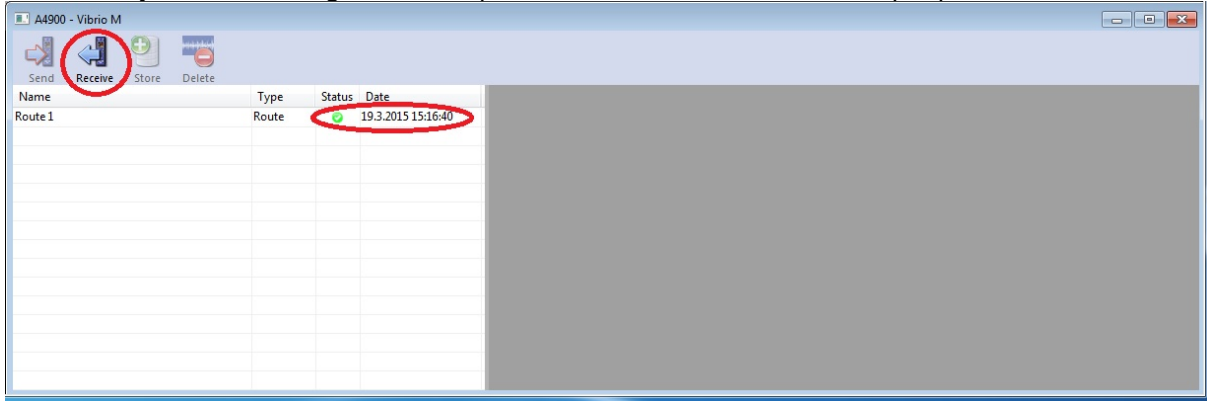 A4900 - Vibrio M
Send Receive Store Delete
Name Type Status Date
Route 1 Route 19.3.2015 15:16:40